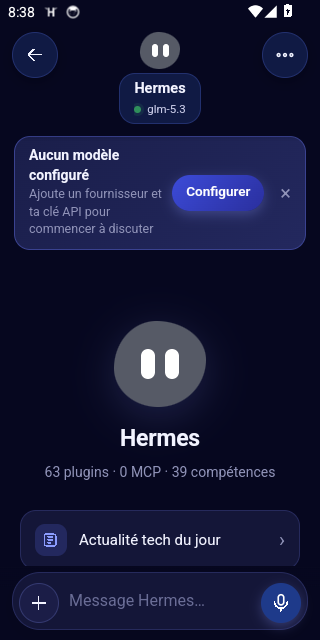 8:38
Hermes
glm-5.3
Aucun modèle
configuré
Ajoute un fournisseur et
ta clé API pour
commencer à discuter
Configurer
Hermes
63 plugins · 0 MCP · 39 compétences
Actualité tech du jour
Message Hermes...